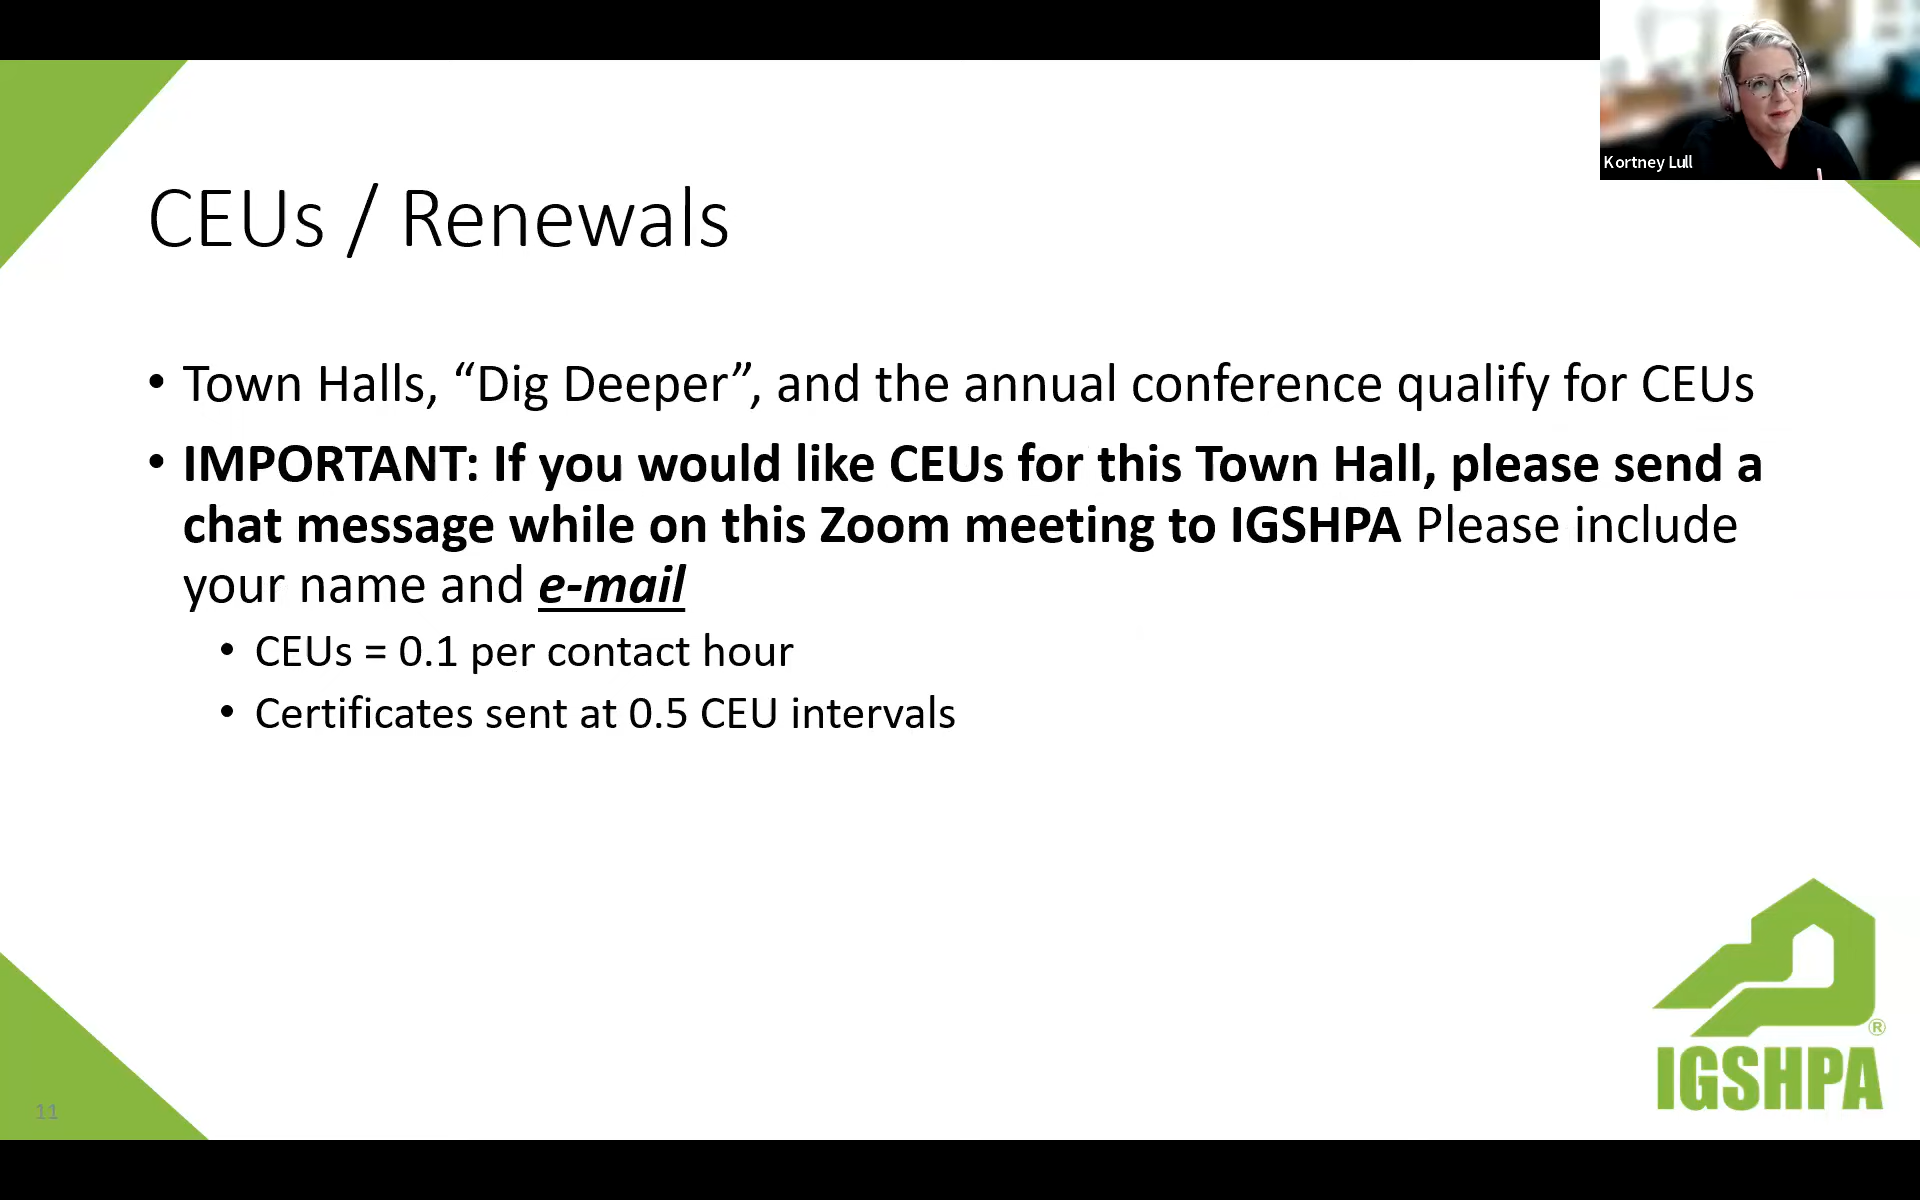 Kortney Lull
CEUs / Renewals
• Town Halls, “Dig Deeper”, and the annual conference qualify for CEUs
• IMPORTANT: If you would like CEUs for this Town Hall, please send a
chat message while on this Zoom meeting to IGSHPA Please include
your name and e-mail
• CEUs = 0.1 per contact hour
• Certificates sent at 0.5 CEU intervals
®
IGSHPA
11